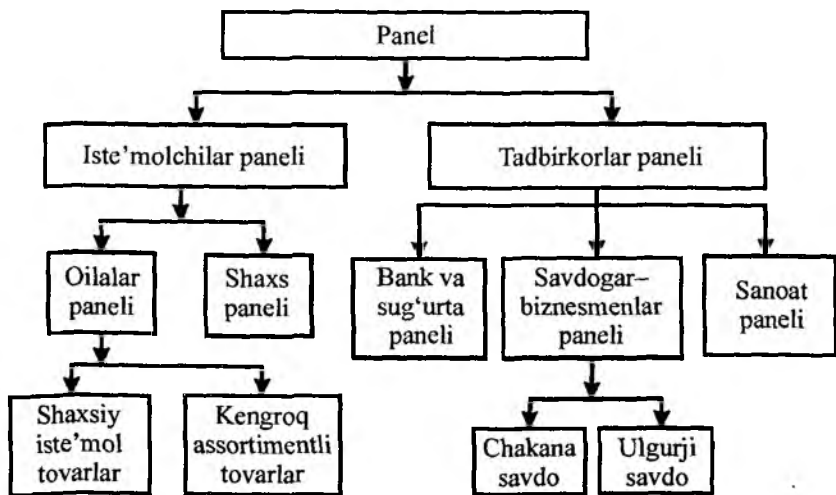 Panel
Iste'molchilar paneli
Tadbirkorlar paneli
Oilalar
paneli
Shaxs
paneli
Bank va
sug‘urta
paneli
Savdogar–
biznesmenlar
paneli
Sanoat
paneli
Shaxsiy
iste'mol
tovarlar
Kengroq
assortimentli
tovarlar
Chakana
savdo
Ulgurji
savdo